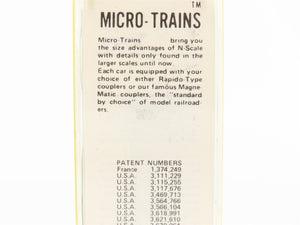 TM
MICRO-TRAINS
Micro-Trains bring you
the size advantages of N-Scale
with details only found in the
larger scales until now.
Each car is equipped with your
choice of either Rapido-Type
couplers or our famous Magne-
Matic couplers, the "standard
by choice" of model railroad-
ers.
PATENT NUMBERS
France 1,374,249
U.S.A. 3,111,229
U.S.A. 3,115,255
U.S.A. 3,117,676
U.S.A. 3,469,713
U.S.A. 3,564,766
U.S.A. 3,566,104
U.S.A. 3,618,991
U.S.A. 3,631,610
U.S.A.